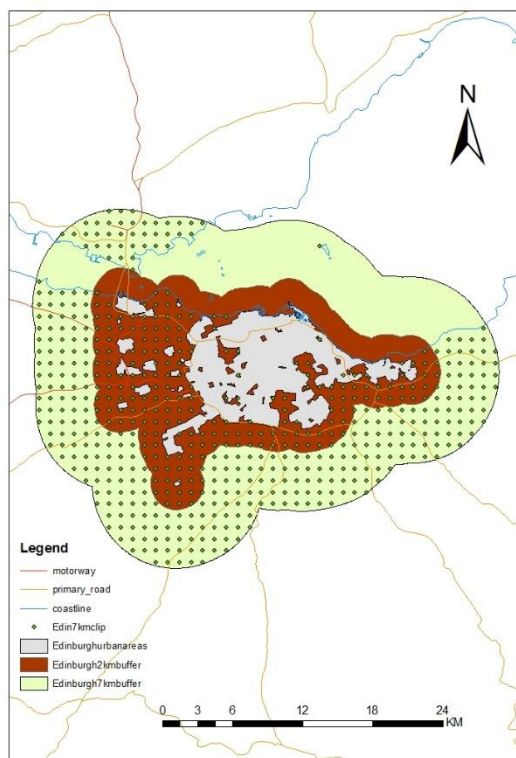 N
Legend
motorway
primary_road
coastline
Edin7kmclip
Edinburghurbanareas
Edinburgh2kmbuffer
Edinburgh7kmbuffer
0 3 6 12 18 24
KM